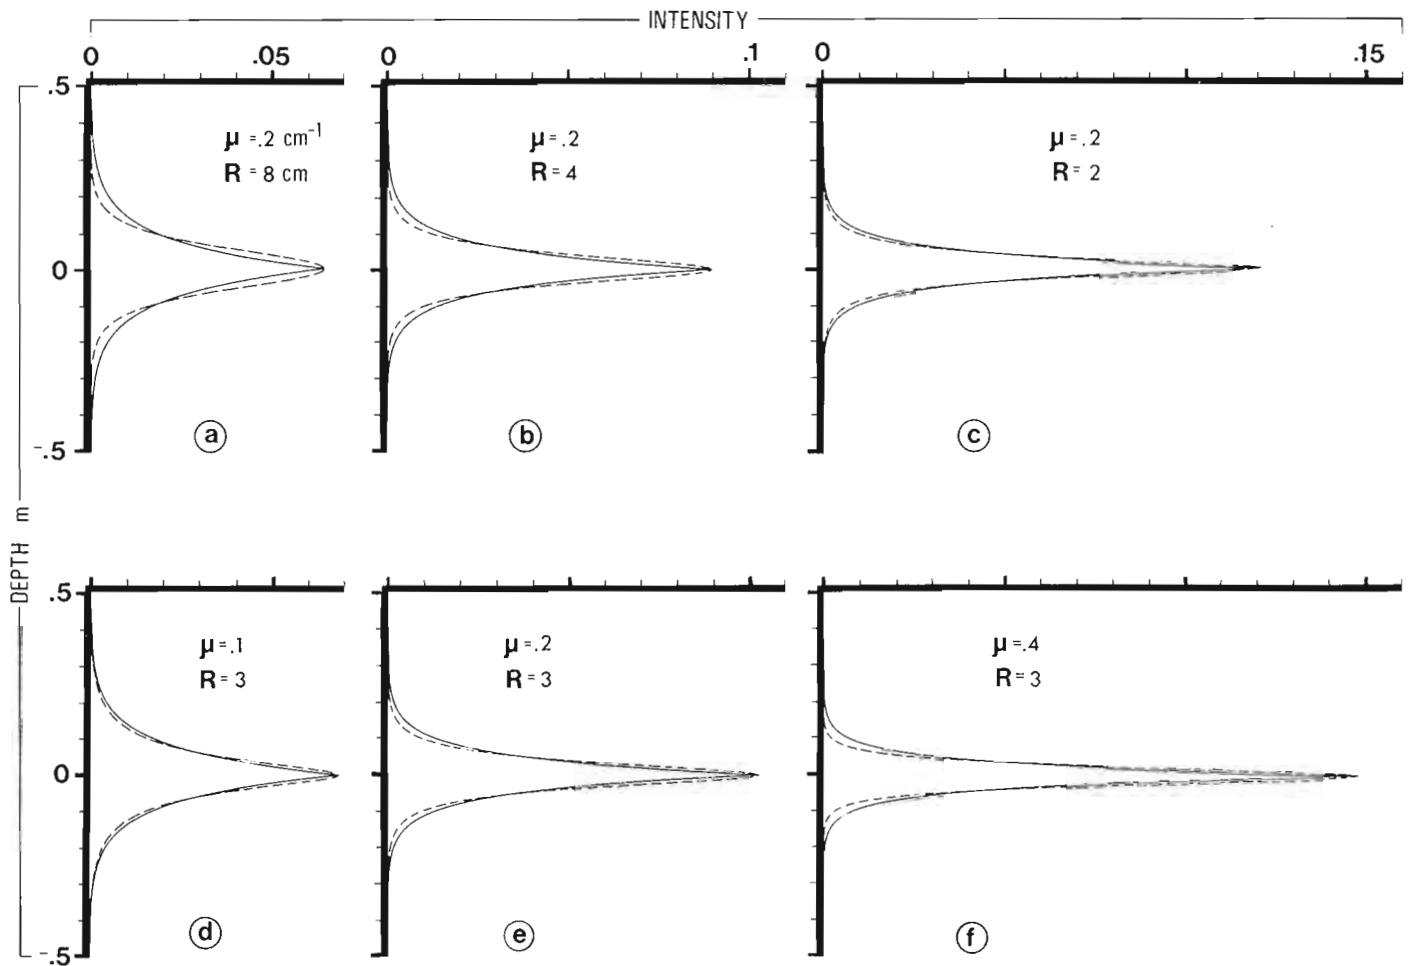 INTENSITY
0 .05 0 .1 0 .15
.5
μ = .2 cm⁻¹
R = 8 cm
μ = .2
R = 4
μ = .2
R = 2
0
-.5
a
b
c
DEPTH m
.5
μ = .1
R = 3
μ = .2
R = 3
μ = .4
R = 3
0
-.5
d
e
f